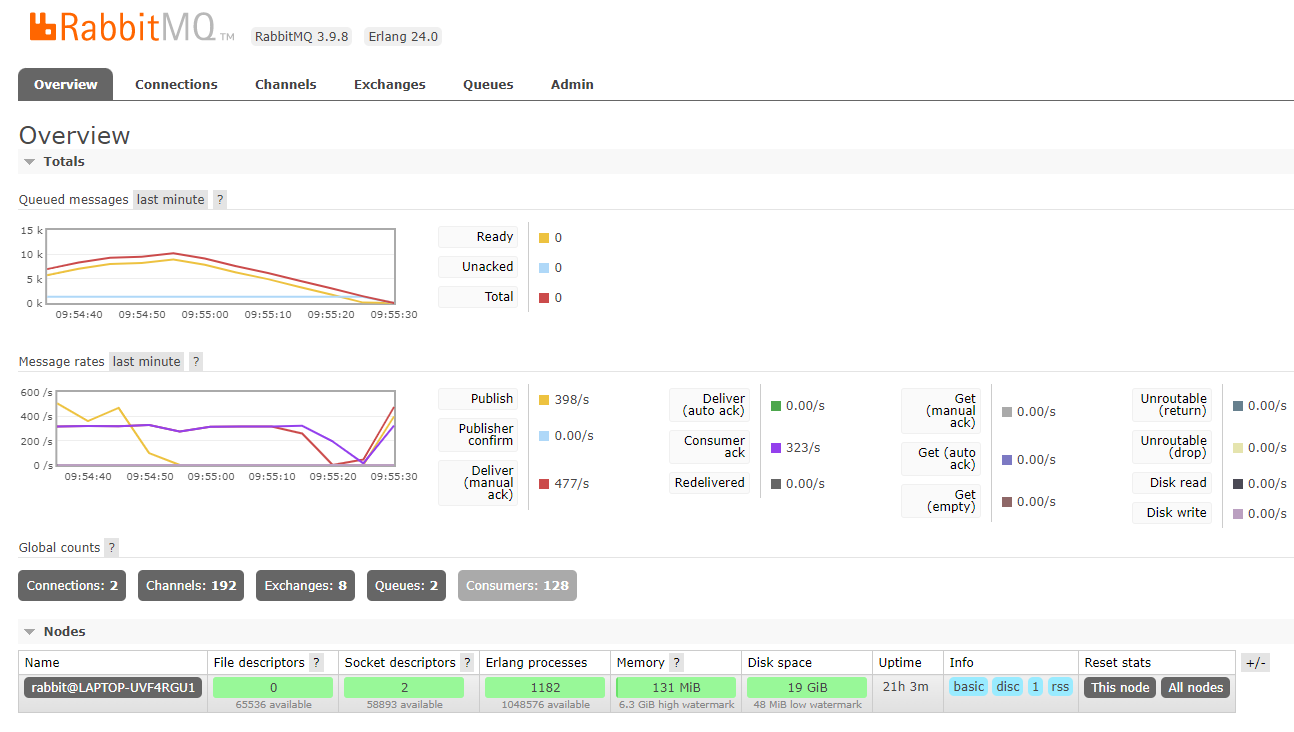 RabbitMQ TM RabbitMQ 3.9.8 Erlang 24.0
Overview Connections Channels Exchanges Queues Admin
Overview
Totals
Queued messages last minute ?
15 k
10 k
5 k
0 k
09:54:40 09:54:50 09:55:00 09:55:10 09:55:20 09:55:30
Ready 0
Unacked 0
Total 0
Message rates last minute ?
600 /s
400 /s
200 /s
0 /s
09:54:40 09:54:50 09:55:00 09:55:10 09:55:20 09:55:30
Publish 398/s
Publisher
confirm 0.00/s
Deliver
(manual
ack) 477/s
Deliver
(auto ack) 0.00/s
Consumer
ack 323/s
Redelivered 0.00/s
Get
(manual
ack) 0.00/s
Get (auto
ack) 0.00/s
Get
(empty) 0.00/s
Unroutable
(return) 0.00/s
Unroutable
(drop) 0.00/s
Disk read 0.00/s
Disk write 0.00/s
Global counts ?
Connections: 2 Channels: 192 Exchanges: 8 Queues: 2 Consumers: 128
Nodes
Name File descriptors ? Socket descriptors ? Erlang processes Memory ? Disk space Uptime Info Reset stats +/-
rabbit@LAPTOP-UVF4RGU1 0 2 1182 131 MiB 19 GiB 21h 3m basic disc 1 rss This node All nodes
65536 available 58893 available 1048576 available 6.3 GiB high watermark 48 MiB low watermark